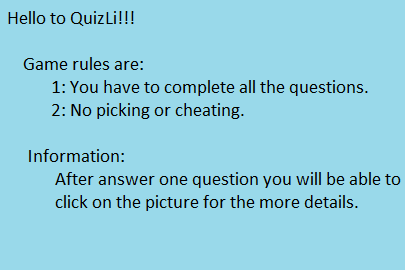 Hello to QuizLi!!!
Game rules are:
1: You have to complete all the questions.
2: No picking or cheating.
Information:
After answer one question you will be able to
click on the picture for the more details.